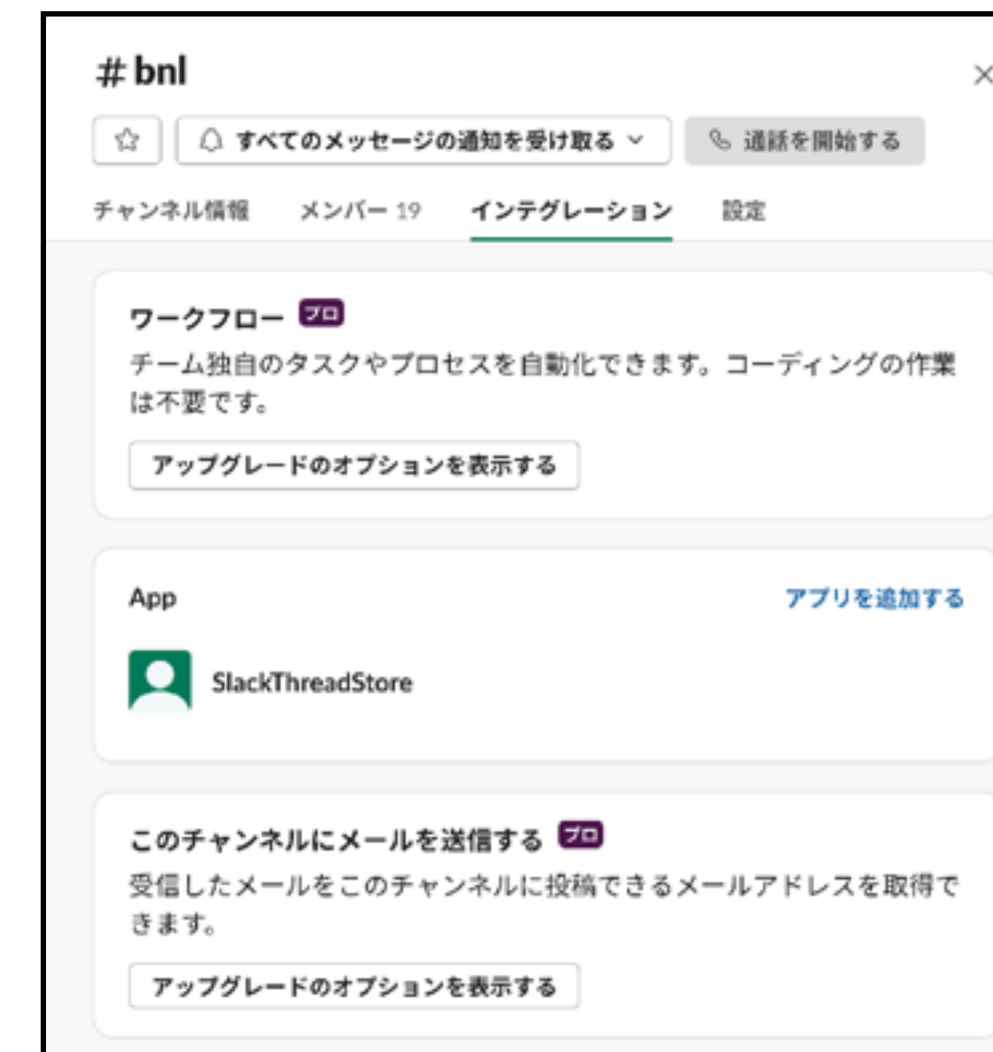 # bnl
すべてのメッセージの通知を受け取る
通話を開始する
チャンネル情報 メンバー 19 インテグレーション 設定
ワークフロー プロ
チーム独自のタスクやプロセスを自動化できます。コーディングの作業
は不要です。
アップグレードのオプションを表示する
App アプリを追加する
SlackThreadStore
このチャンネルにメールを送信する プロ
受信したメールをこのチャンネルに投稿できるメールアドレスを取得で
きます。
アップグレードのオプションを表示する